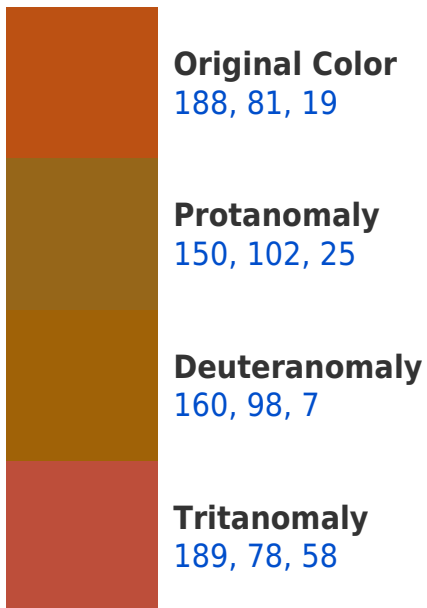 Original Color
188, 81, 19
Protanomaly
150, 102, 25
Deuteranomaly
160, 98, 7
Tritanomaly
189, 78, 58